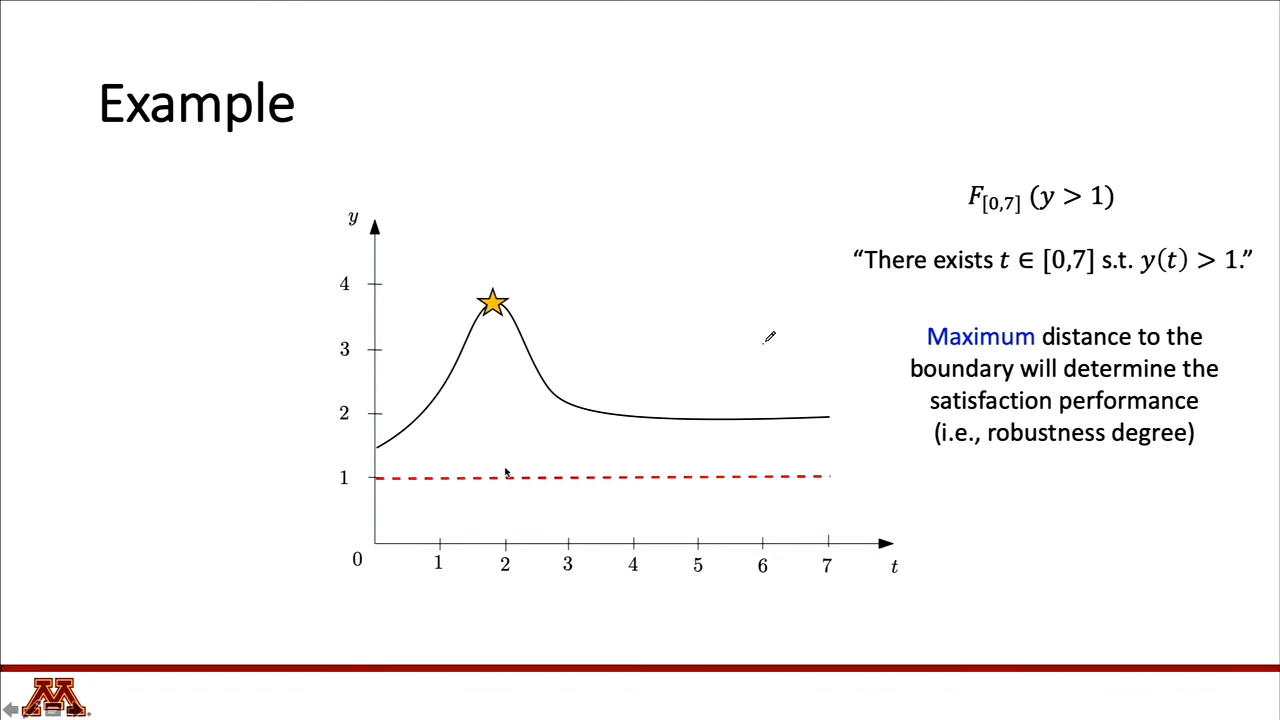 Example
F[0,7] (y > 1)
“There exists t ∈ [0,7] s.t. y(t) > 1.”
Maximum distance to the
boundary will determine the
satisfaction performance
(i.e., robustness degree)
y
4
3
2
1
0
1 2 3 4 5 6 7 t
M